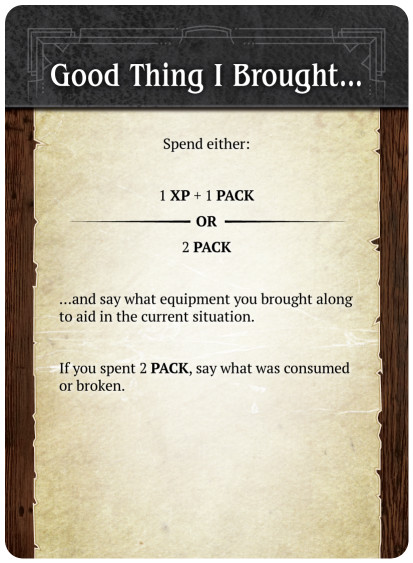 Good Thing I Brought...
Spend either:
1 XP + 1 PACK
OR
2 PACK
...and say what equipment you brought along
to aid in the current situation.
If you spent 2 PACK, say what was consumed
or broken.